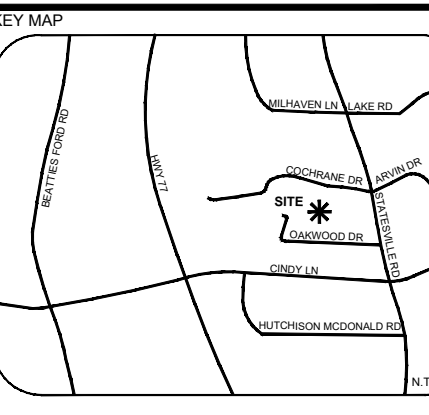 KEY MAP
MILHAVEN LN
LAKE RD
BEATTIES FORD RD
HWY 77
COCHRANE DR
ARVIN DR
SITE
STATESVILLE RD
OAKWOOD DR
CINDY LN
HUTCHISON MCDONALD RD
N.T